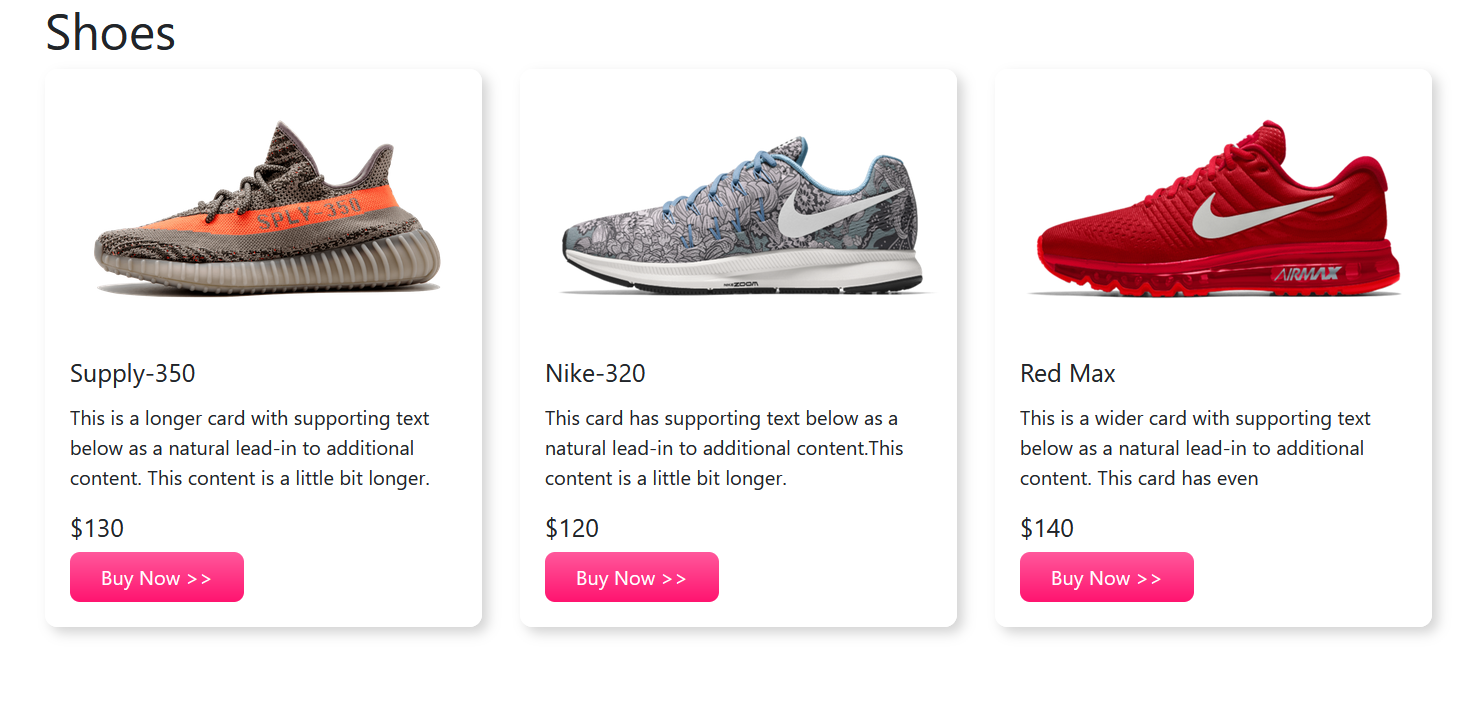 Shoes
SPLY-350
NIKE ZOOM
AIRMAX
Supply-350
This is a longer card with supporting text
below as a natural lead-in to additional
content. This content is a little bit longer.
$130
Buy Now >>
Nike-320
This card has supporting text below as a
natural lead-in to additional content.This
content is a little bit longer.
$120
Buy Now >>
Red Max
This is a wider card with supporting text
below as a natural lead-in to additional
content. This card has even
$140
Buy Now >>